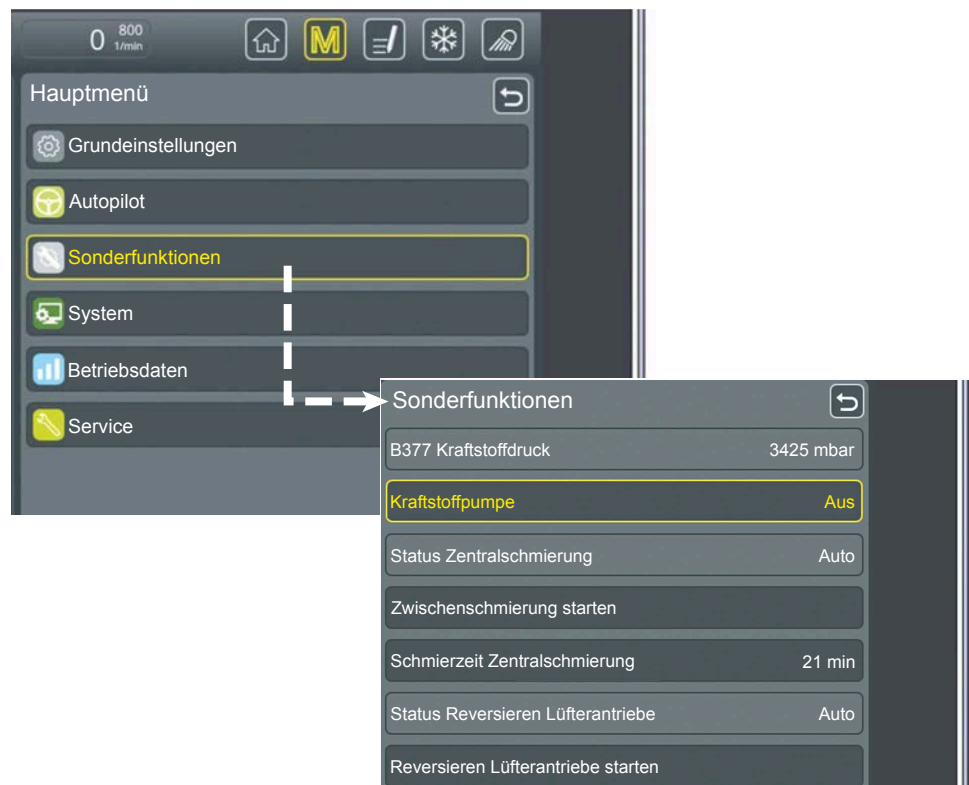 0 800 1/min
M
Hauptmenü
Grundeinstellungen
Autopilot
Sonderfunktionen
System
Betriebsdaten
Service
Sonderfunktionen
B377 Kraftstoffdruck 3425 mbar
Kraftstoffpumpe Aus
Status Zentralschmierung Auto
Zwischenschmierung starten
Schmierzeit Zentralschmierung 21 min
Status Reversieren Lüfterantriebe Auto
Reversieren Lüfterantriebe starten